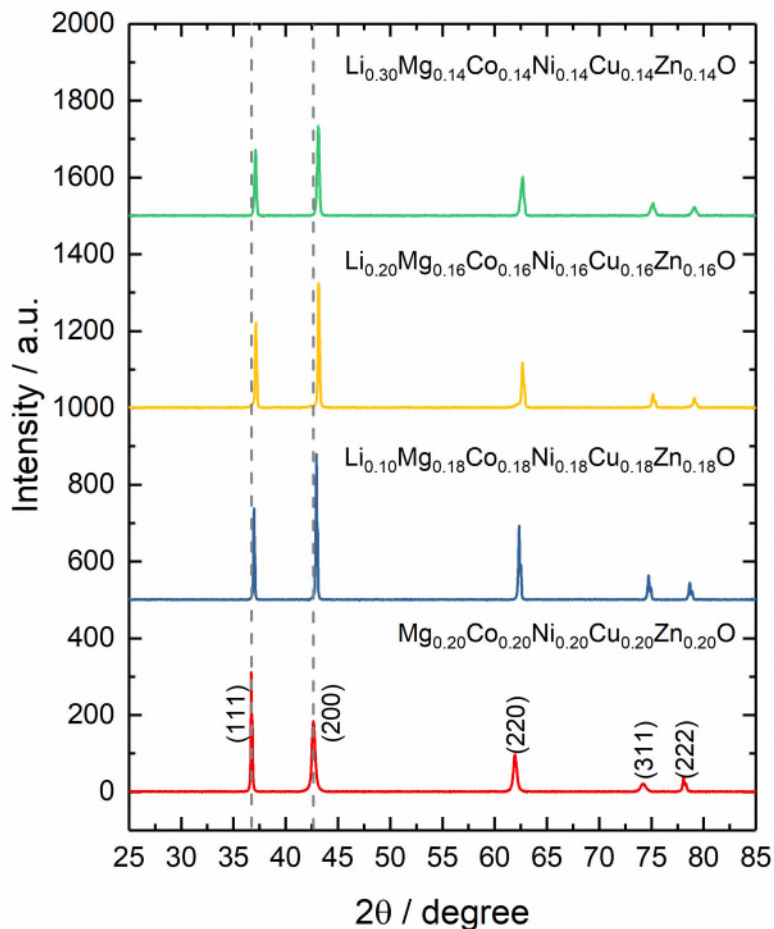 2000
1800
1600
1400
1200
1000
800
600
400
200
0
Intensity / a.u.
Li0.30Mg0.14Co0.14Ni0.14Cu0.14Zn0.14O
Li0.20Mg0.16Co0.16Ni0.16Cu0.16Zn0.16O
Li0.10Mg0.18Co0.18Ni0.18Cu0.18Zn0.18O
Mg0.20Co0.20Ni0.20Cu0.20Zn0.20O
(111)
(200)
(220)
(311)
(222)
25 30 35 40 45 50 55 60 65 70 75 80 85
2θ / degree